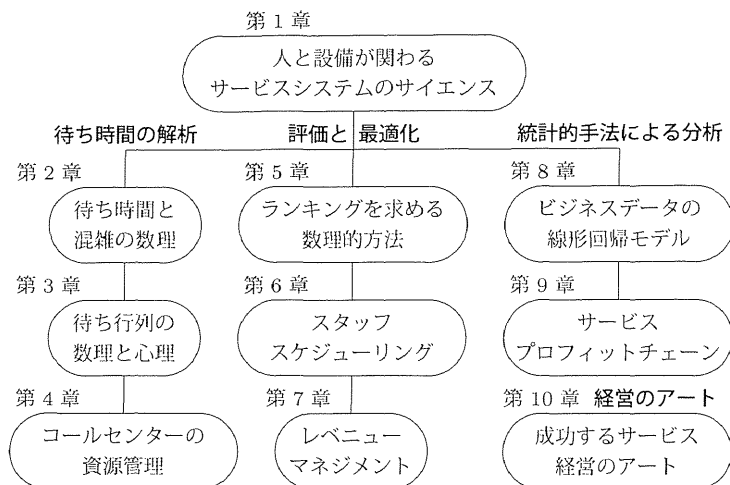 第1章
人と設備が関わる
サービスシステムのサイエンス
待ち時間の解析
評価と 最適化
統計的手法による分析
第2章
待ち時間と
混雑の数理
第5章
ランキングを求める
数理的方法
第8章
ビジネスデータの
線形回帰モデル
第3章
待ち行列の
数理と心理
第6章
スタッフ
スケジューリング
第9章
サービス
プロフィットチェーン
第4章
コールセンターの
資源管理
第7章
レベニュー
マネジメント
第10章 経営のアート
成功するサービス
経営のアート